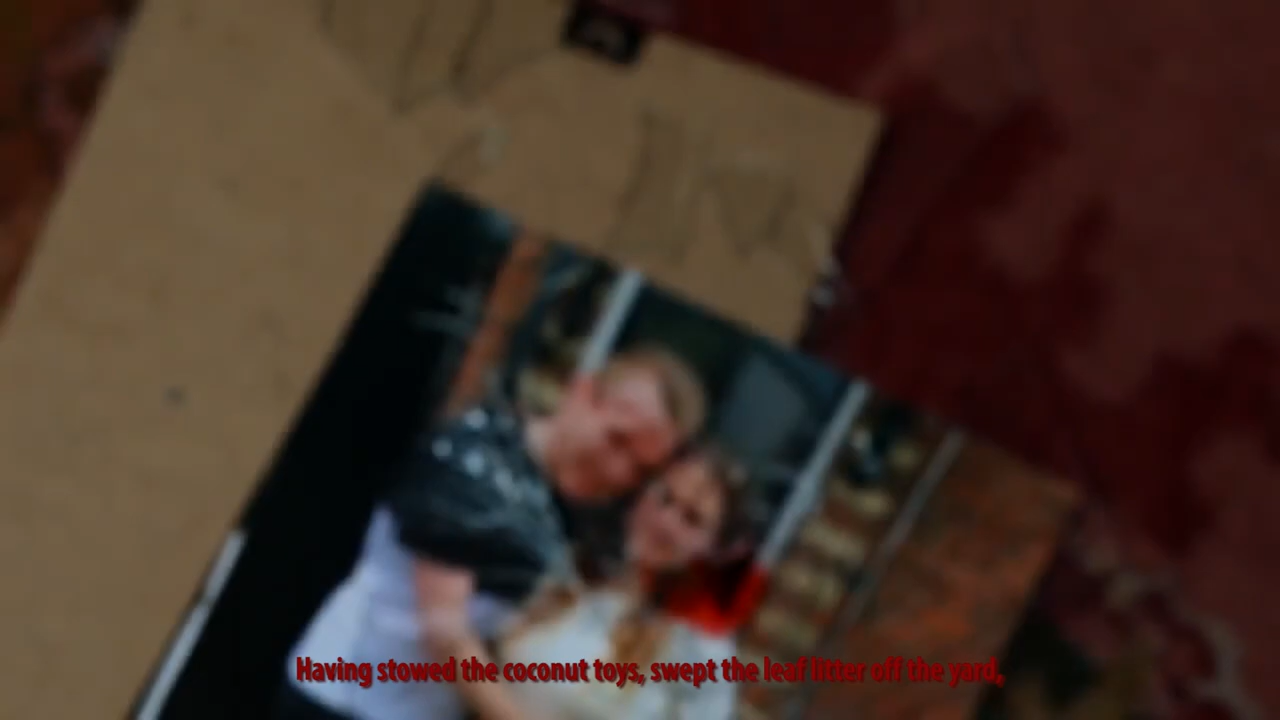 Having stowed the coconut toys, swept the leaf litter off the yard,